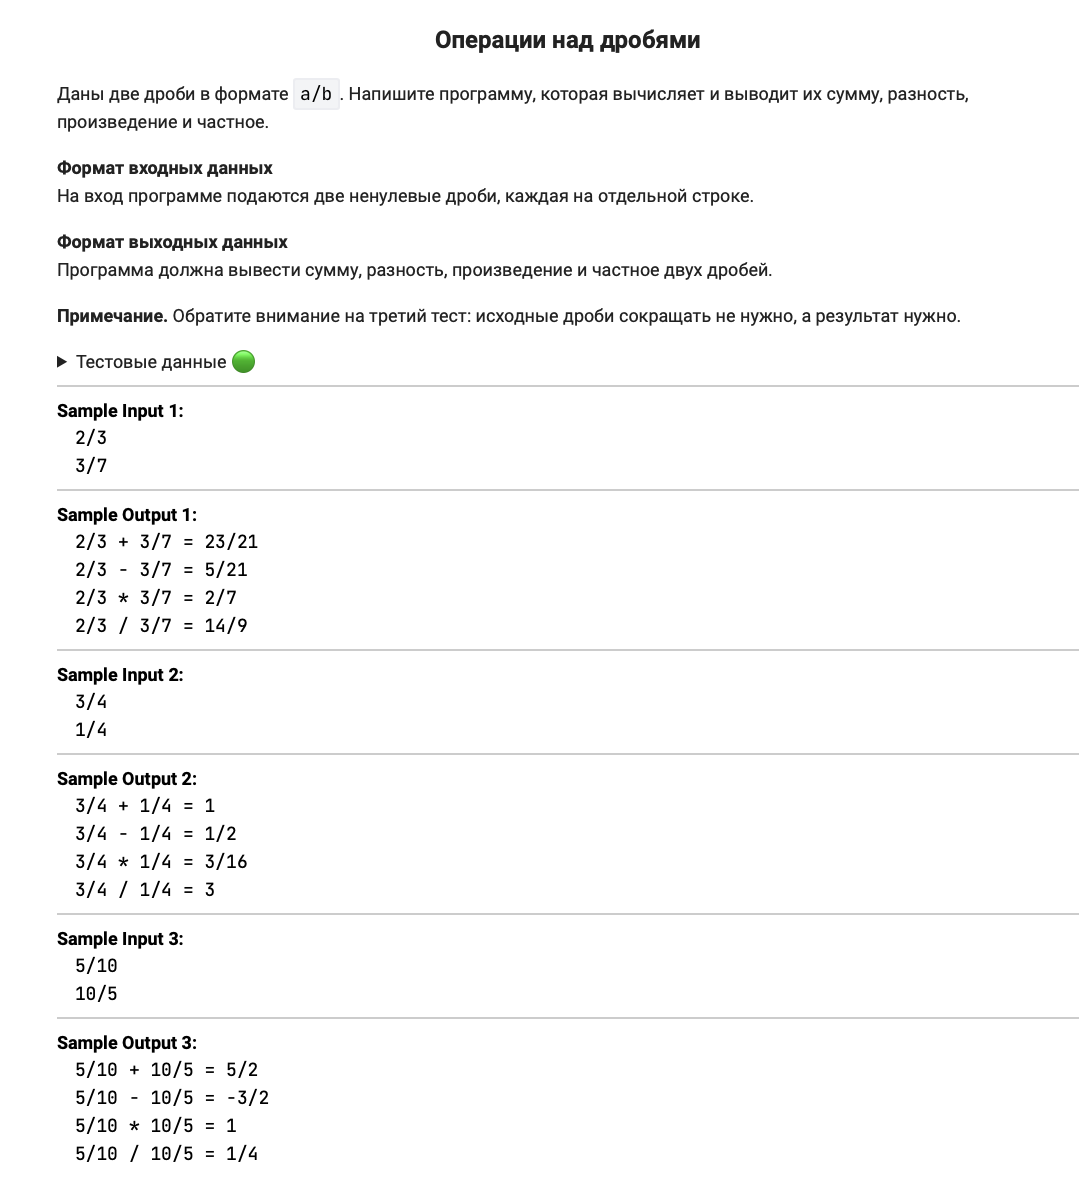 Операции над дробями
Даны две дроби в формате a/b. Напишите программу, которая вычисляет и выводит их сумму, разность,
произведение и частное.
Формат входных данных
На вход программе подаются две ненулевые дроби, каждая на отдельной строке.
Формат выходных данных
Программа должна вывести сумму, разность, произведение и частное двух дробей.
Примечание. Обратите внимание на третий тест: исходные дроби сокращать не нужно, а результат нужно.
Тестовые данные
Sample Input 1:
2/3
3/7
Sample Output 1:
2/3 + 3/7 = 23/21
2/3 - 3/7 = 5/21
2/3 * 3/7 = 2/7
2/3 / 3/7 = 14/9
Sample Input 2:
3/4
1/4
Sample Output 2:
3/4 + 1/4 = 1
3/4 - 1/4 = 1/2
3/4 * 1/4 = 3/16
3/4 / 1/4 = 3
Sample Input 3:
5/10
10/5
Sample Output 3:
5/10 + 10/5 = 5/2
5/10 - 10/5 = -3/2
5/10 * 10/5 = 1
5/10 / 10/5 = 1/4